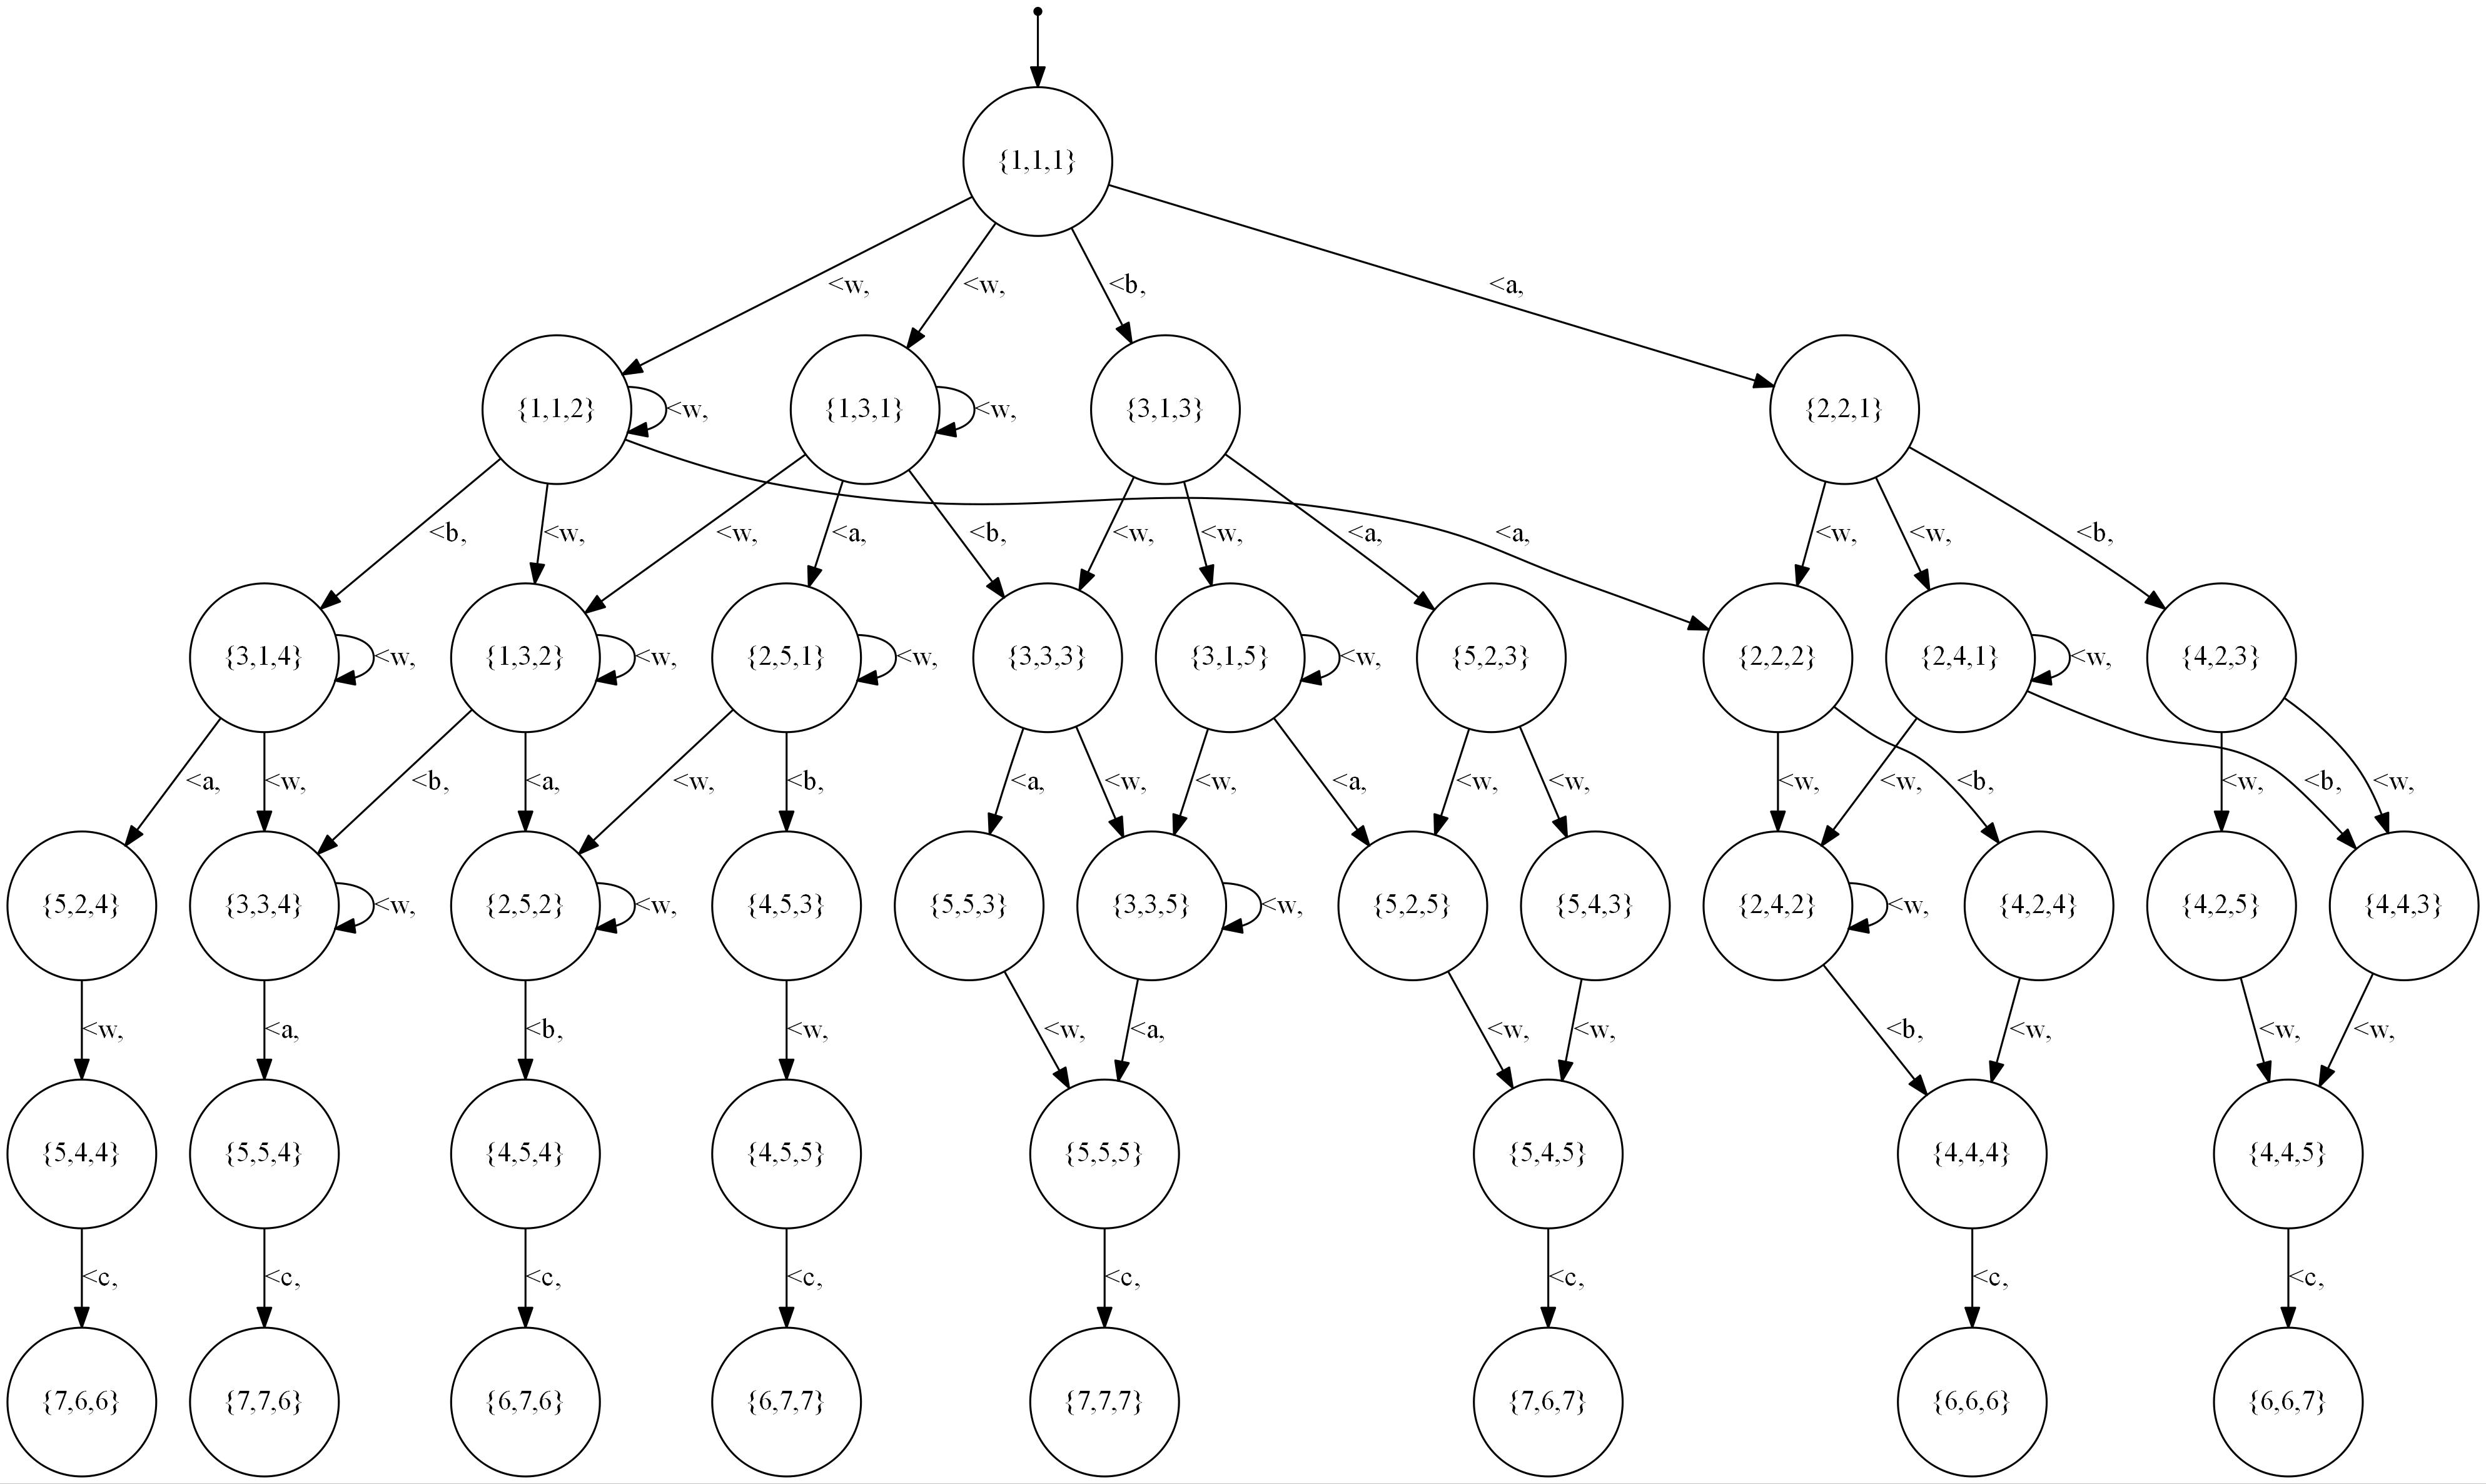 {1,1,1}
<w, <w, <b, <a,
{1,1,2} <w, {1,3,1} <w, {3,1,3} {2,2,1}
<b, <w, <w, <a, <b, <w, <w, <a, <a, <w, <w, <b,
{3,1,4} <w, {1,3,2} <w, {2,5,1} <w, {3,3,3} {3,1,5} <w, {5,2,3} {2,2,2} {2,4,1} <w, {4,2,3}
<a, <w, <b, <a, <w, <b, <a, <w, <w, <a, <w, <w, <w, <w, <b, <w, <b, <w,
{5,2,4} {3,3,4} <w, {2,5,2} <w, {4,5,3} {5,5,3} {3,3,5} <w, {5,2,5} {5,4,3} {2,4,2} <w, {4,2,4} {4,2,5} {4,4,3}
<w, <a, <b, <w, <w, <a, <w, <w, <b, <w, <w, <w,
{5,4,4} {5,5,4} {4,5,4} {4,5,5} {5,5,5} {5,4,5} {4,4,4} {4,4,5}
<c, <c, <c, <c, <c, <c, <c, <c,
{7,6,6} {7,7,6} {6,7,6} {6,7,7} {7,7,7} {7,6,7} {6,6,6} {6,6,7}